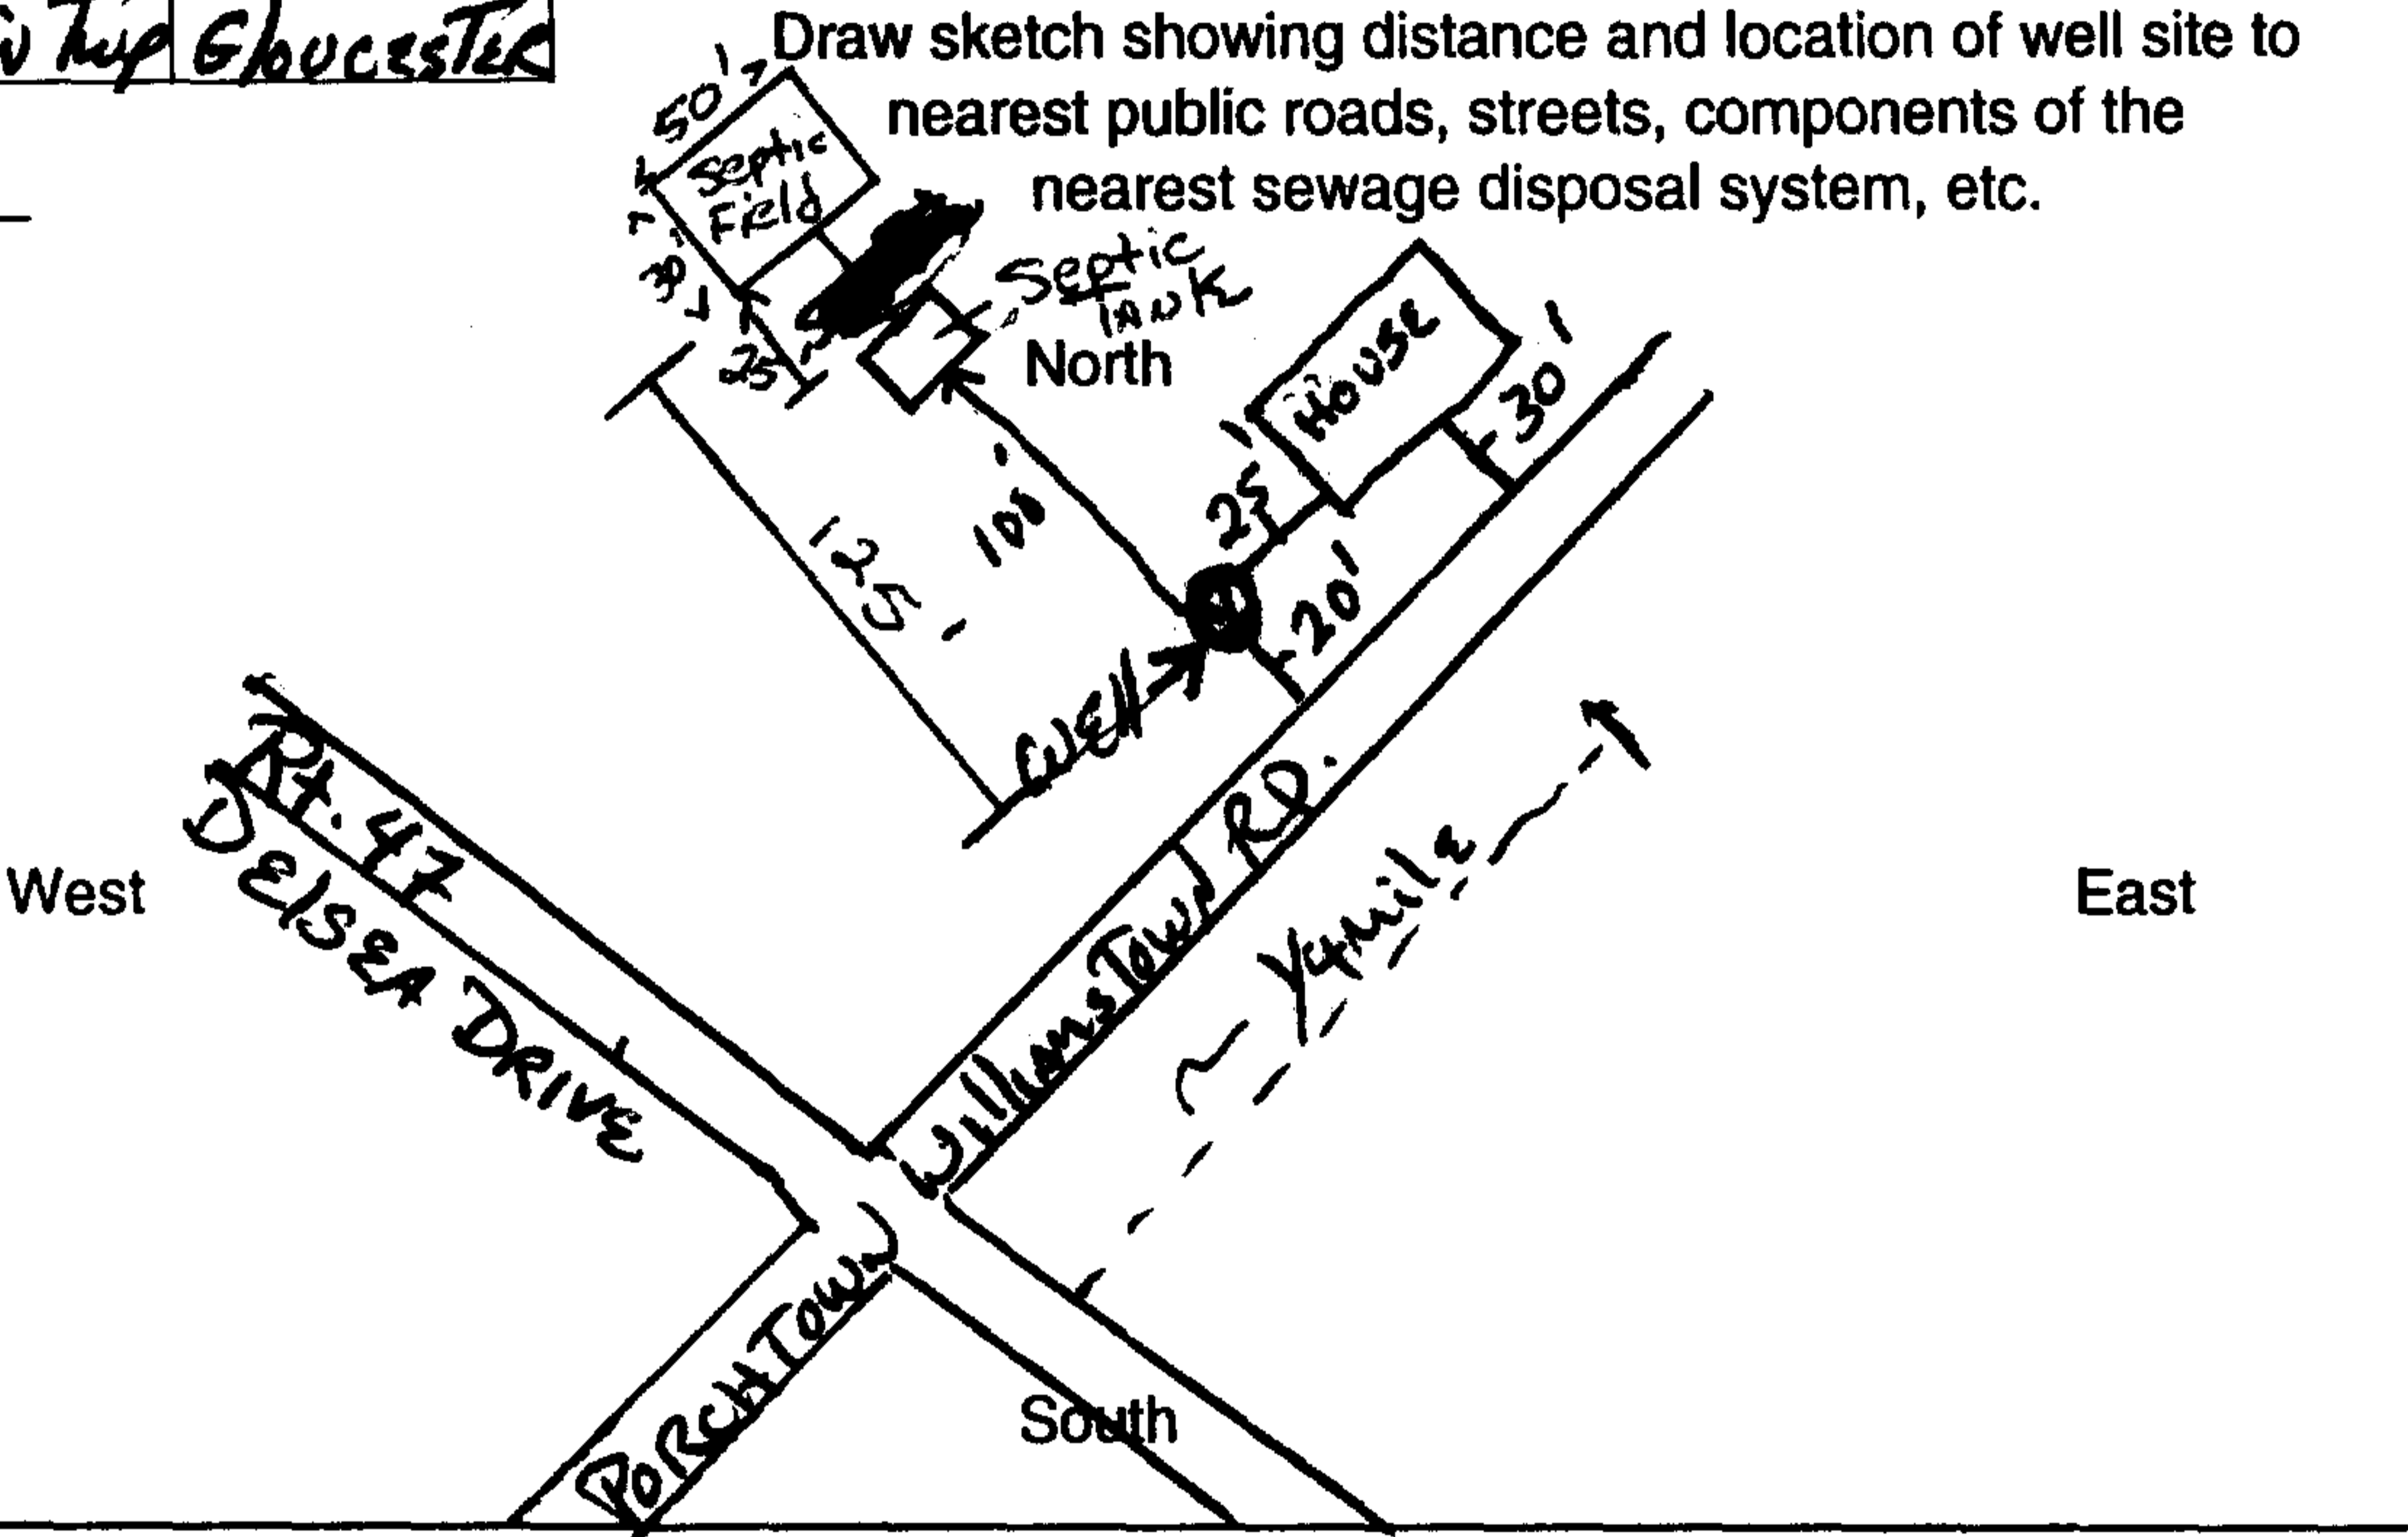 Twp Gloucester
Draw sketch showing distance and location of well site to
nearest public roads, streets, components of the
nearest sewage disposal system, etc.
50'
Septic
Field
30'
25
Septic
TANK
North
House
30'
25'
100'
125'
20'
Well
Rt. 47
DElSEA DRIVE
West
East
WilliansTown RD.
~ 1/4 mile ~
PORCHTown
South